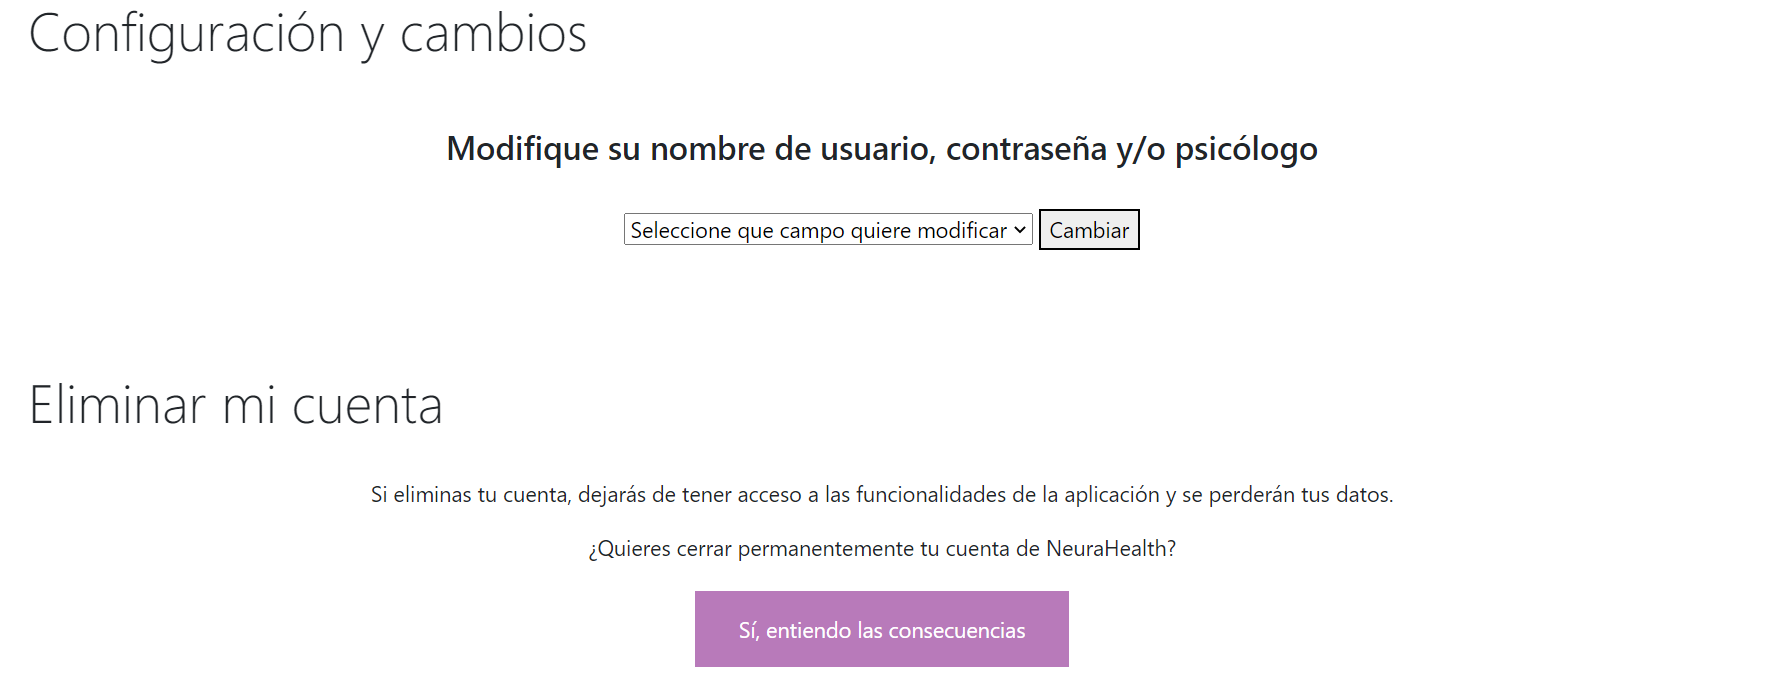 Configuración y cambios
Modifique su nombre de usuario, contraseña y/o psicólogo
Seleccione que campo quiere modificar Cambiar
Eliminar mi cuenta
Si eliminas tu cuenta, dejarás de tener acceso a las funcionalidades de la aplicación y se perderán tus datos.
¿Quieres cerrar permanentemente tu cuenta de NeuraHealth?
Sí, entiendo las consecuencias